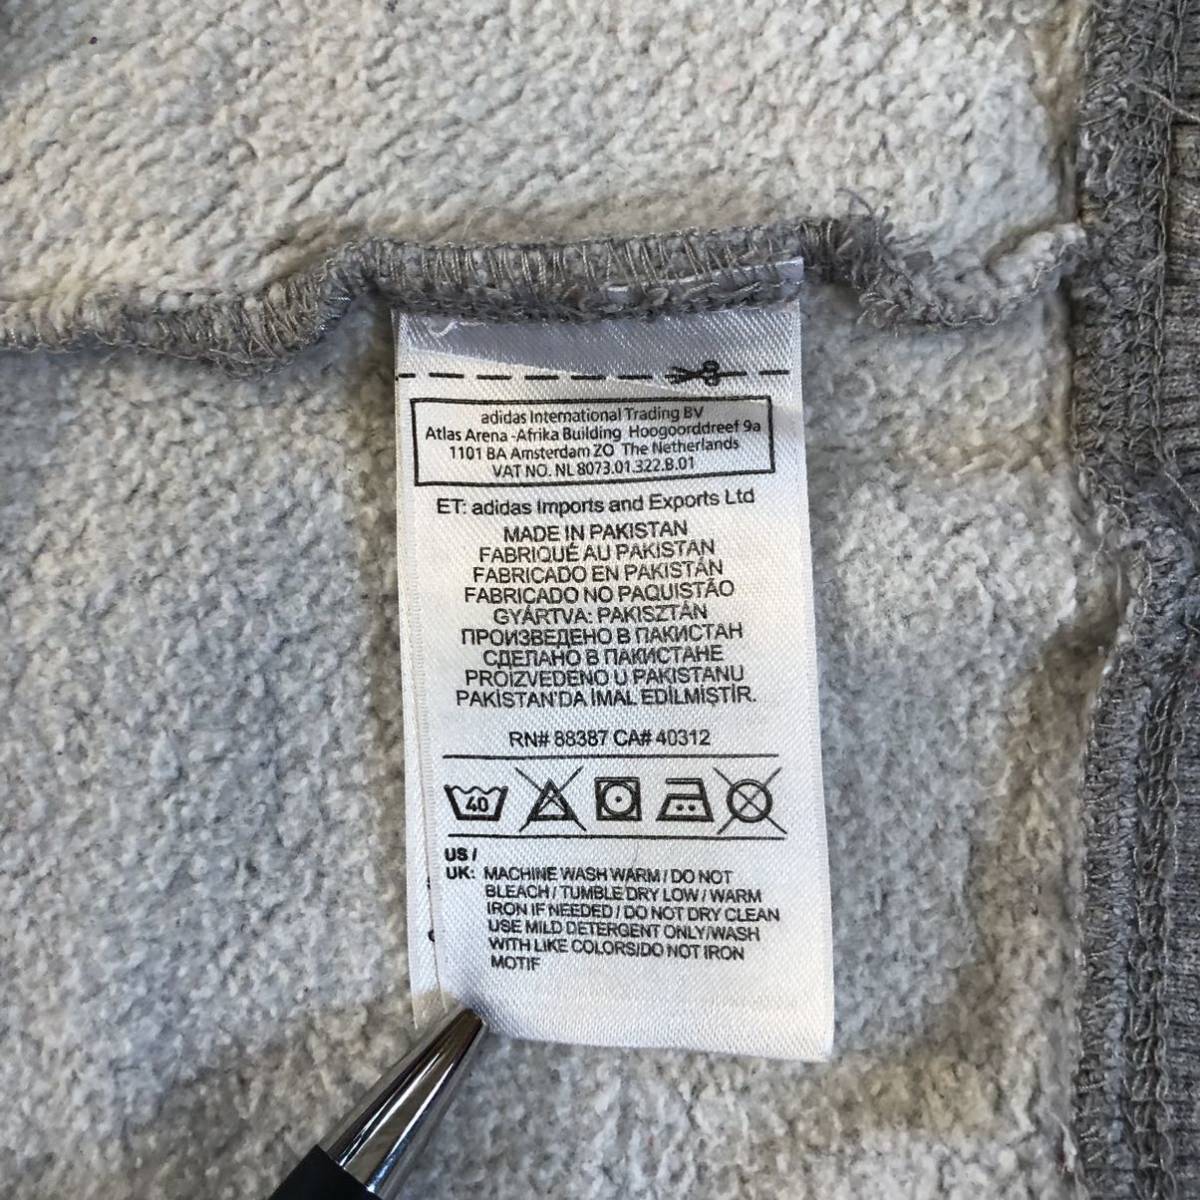 adidas International Trading BV
Atlas Arena -Afrika Building Hoogoorddreef 9a
1101 BA Amsterdam ZO The Netherlands
VAT NO. NL 8073.01.322.B.01
ET: adidas Imports and Exports Ltd
MADE IN PAKISTAN
FABRIQUÉ AU PAKISTAN
FABRICADO EN PAKISTÁN
FABRICADO NO PAQUISTÃO
GYÁRTVA: PAKISZTÁN
ПРОИЗВЕДЕНО В ПАКИСТАН
СДЕЛАНО В ПАКИСТАНЕ
PROIZVEDENO U PAKISTANU
PAKİSTAN'DA İMAL EDİLMİŞTİR.
RN# 88387 CA# 40312
40
US /
UK: MACHINE WASH WARM / DO NOT
BLEACH / TUMBLE DRY LOW / WARM
IRON IF NEEDED / DO NOT DRY CLEAN
USE MILD DETERGENT ONLY/WASH
WITH LIKE COLORS/DO NOT IRON
MOTIF